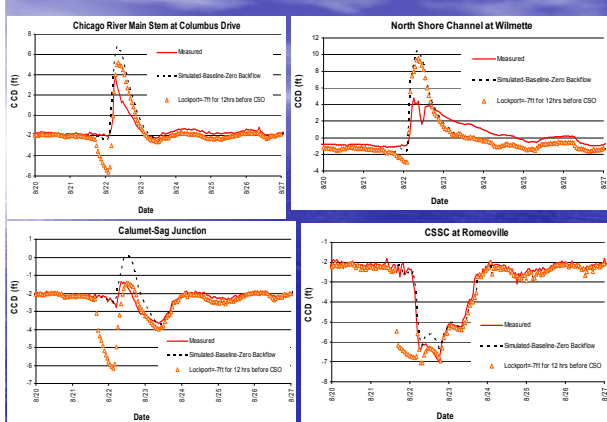 Chicago River Main Stem at Columbus Drive
CCD (ft)
8
6
4
2
0
-2
-4
-6
Measured
Simulated-Baseline-Zero Backflow
Lockport=-7ft for 12hrs before CSO
8/20
8/21
8/22
8/23
8/24
8/25
8/26
8/27
Date
North Shore Channel at Wilmette
CCD (ft)
12
10
8
6
4
2
0
-2
-4
Measured
Simulated-Baseline-Zero Backflow
Lockport=-7ft for 12hrs before CSO
8/20
8/21
8/22
8/23
8/24
8/25
8/26
8/27
Date
Calumet-Sag Junction
CCD (ft)
1
0
-1
-2
-3
-4
-5
-6
-7
Measured
Simulated-Baseline-Zero Backflow
Lockport=-7ft for 12 hrs before CSO
8/20
8/21
8/22
8/23
8/24
8/25
8/26
8/27
Date
CSSC at Romeoville
CCD (ft)
-1
-2
-3
-4
-5
-6
-7
-8
Measured
Simulated-Baseline-Zero Backflow
Lockport=-7ft for 12 hrs before CSO
8/20
8/21
8/22
8/23
8/24
8/25
8/26
8/27
Date